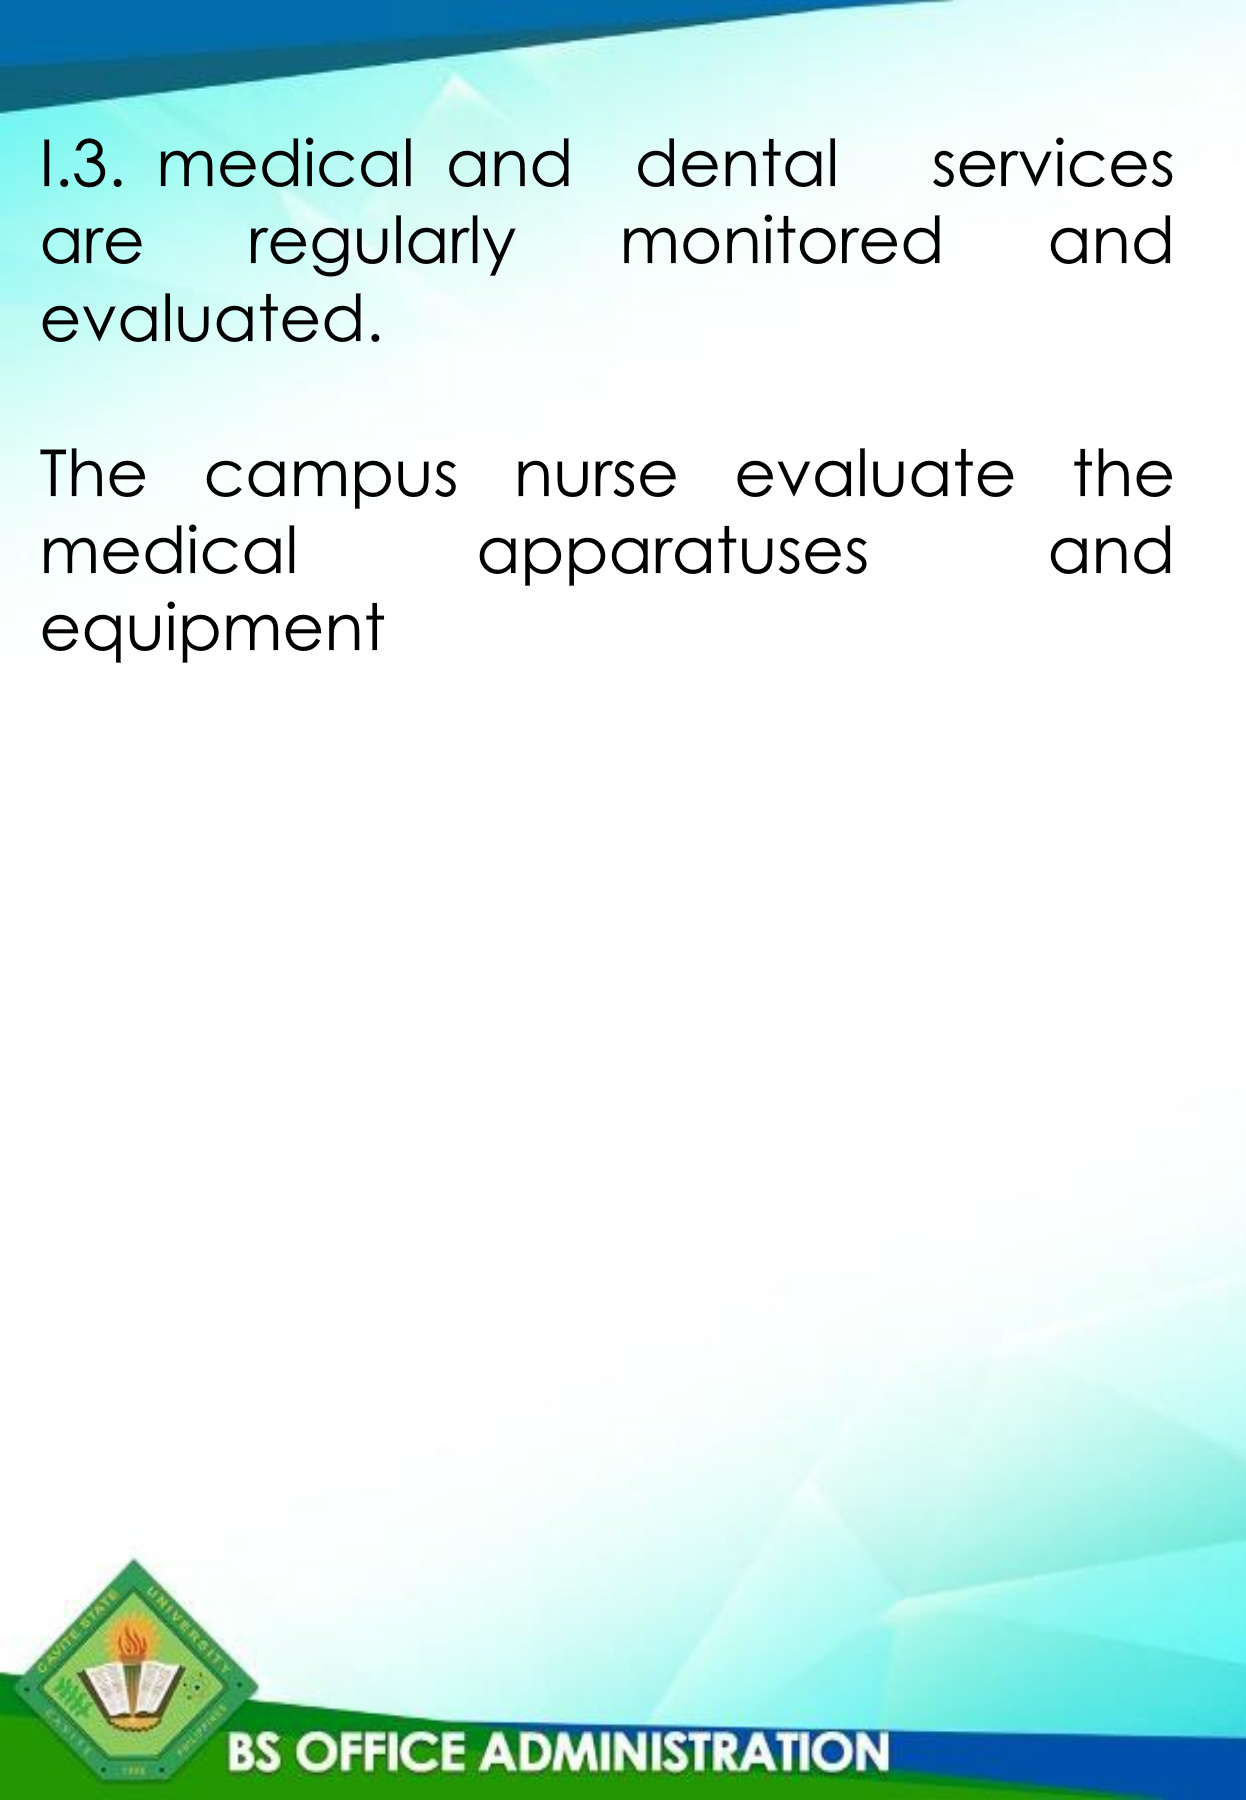 I.3. medical and dental services
are regularly monitored and
evaluated.
The campus nurse evaluate the
medical apparatuses and
equipment
CAVITE STATE UNIVERSITY
CAVITE PHILIPPINES
BS OFFICE ADMINISTRATION